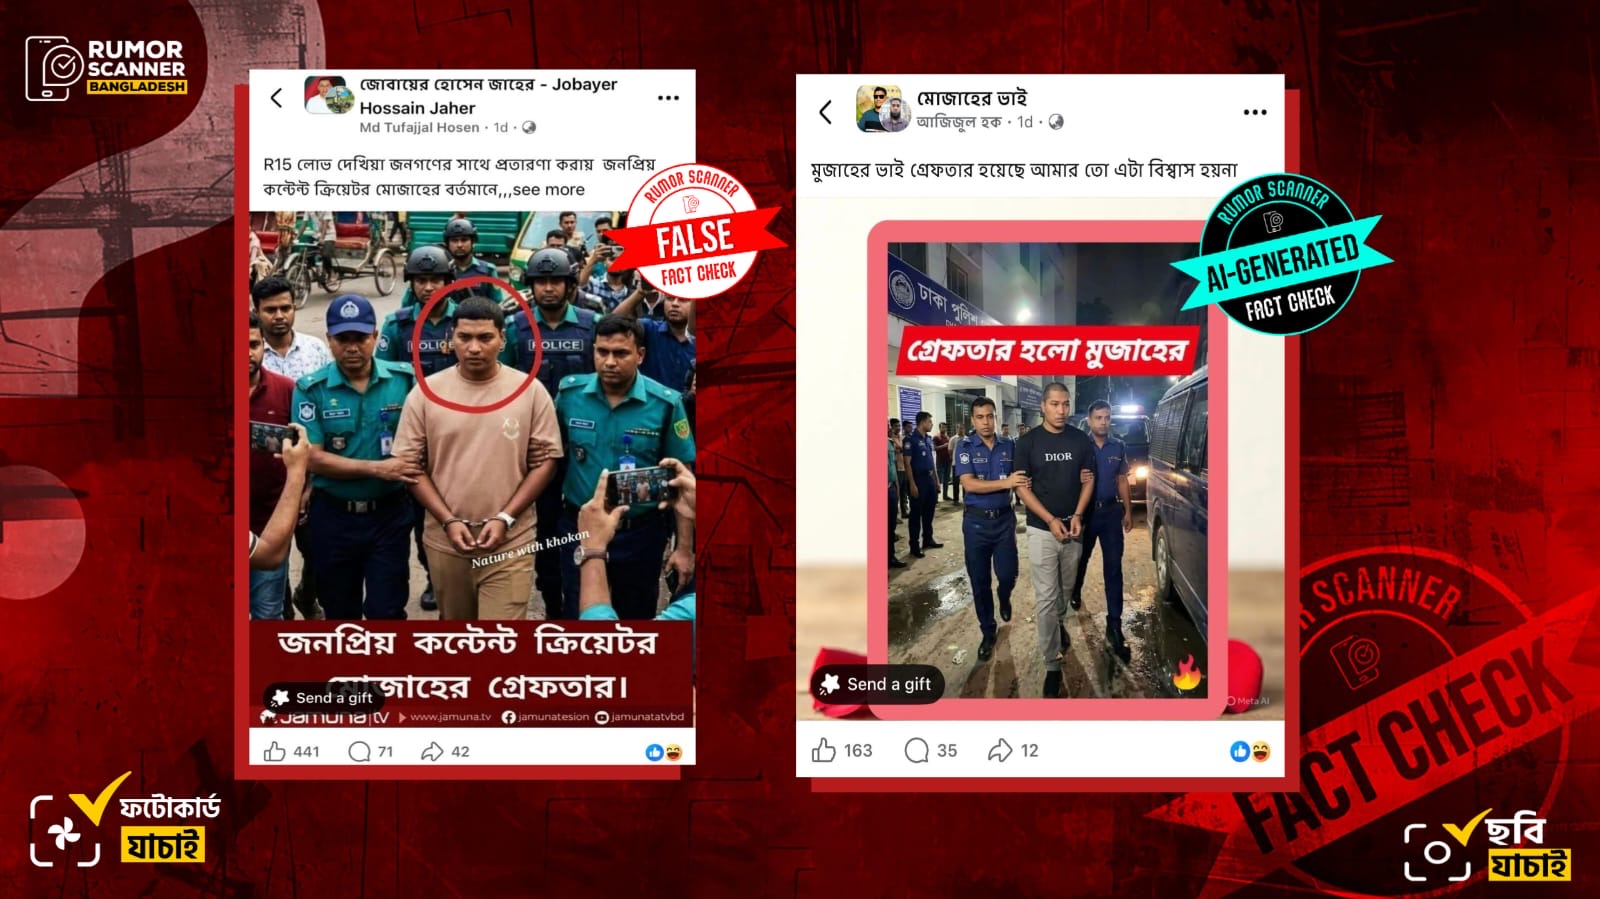 RUMOR
SCANNER
BANGLADESH
জোবায়ের হোসেন জাহের - Jobayer
Hossain Jaher
Md Tufajjal Hosen · 1d ·
R15 লোভ দেখিয়া জনগণের সাথে প্রতারণা করায় জনপ্রিয়
কন্টেন্ট ক্রিয়েটর মোজাহের বর্তমানে,,,see more
RUMOR SCANNER
FALSE
FACT CHECK
POLICE
POLICE
Nature with khokon
জনপ্রিয় কন্টেন্ট ক্রিয়েটর
মোজাহের গ্রেফতার।
Send a gift
Jamuna|tv www.jamuna.tv jamunatesion jamunatatvbd
441 71 42
মোজাহের ভাই
আজিজুল হক · 1d ·
মুজাহের ভাই গ্রেফতার হয়েছে আমার তো এটা বিশ্বাস হয়না
RUMOR SCANNER
AI-GENERATED
FACT CHECK
ঢাকা পুলিশ
গ্রেফতার হলো মুজাহের
DIOR
Send a gift
Meta AI
163 35 12
RUMOR SCANNER
FACT CHECK
ফটোকার্ড
যাচাই
ছবি
যাচাই